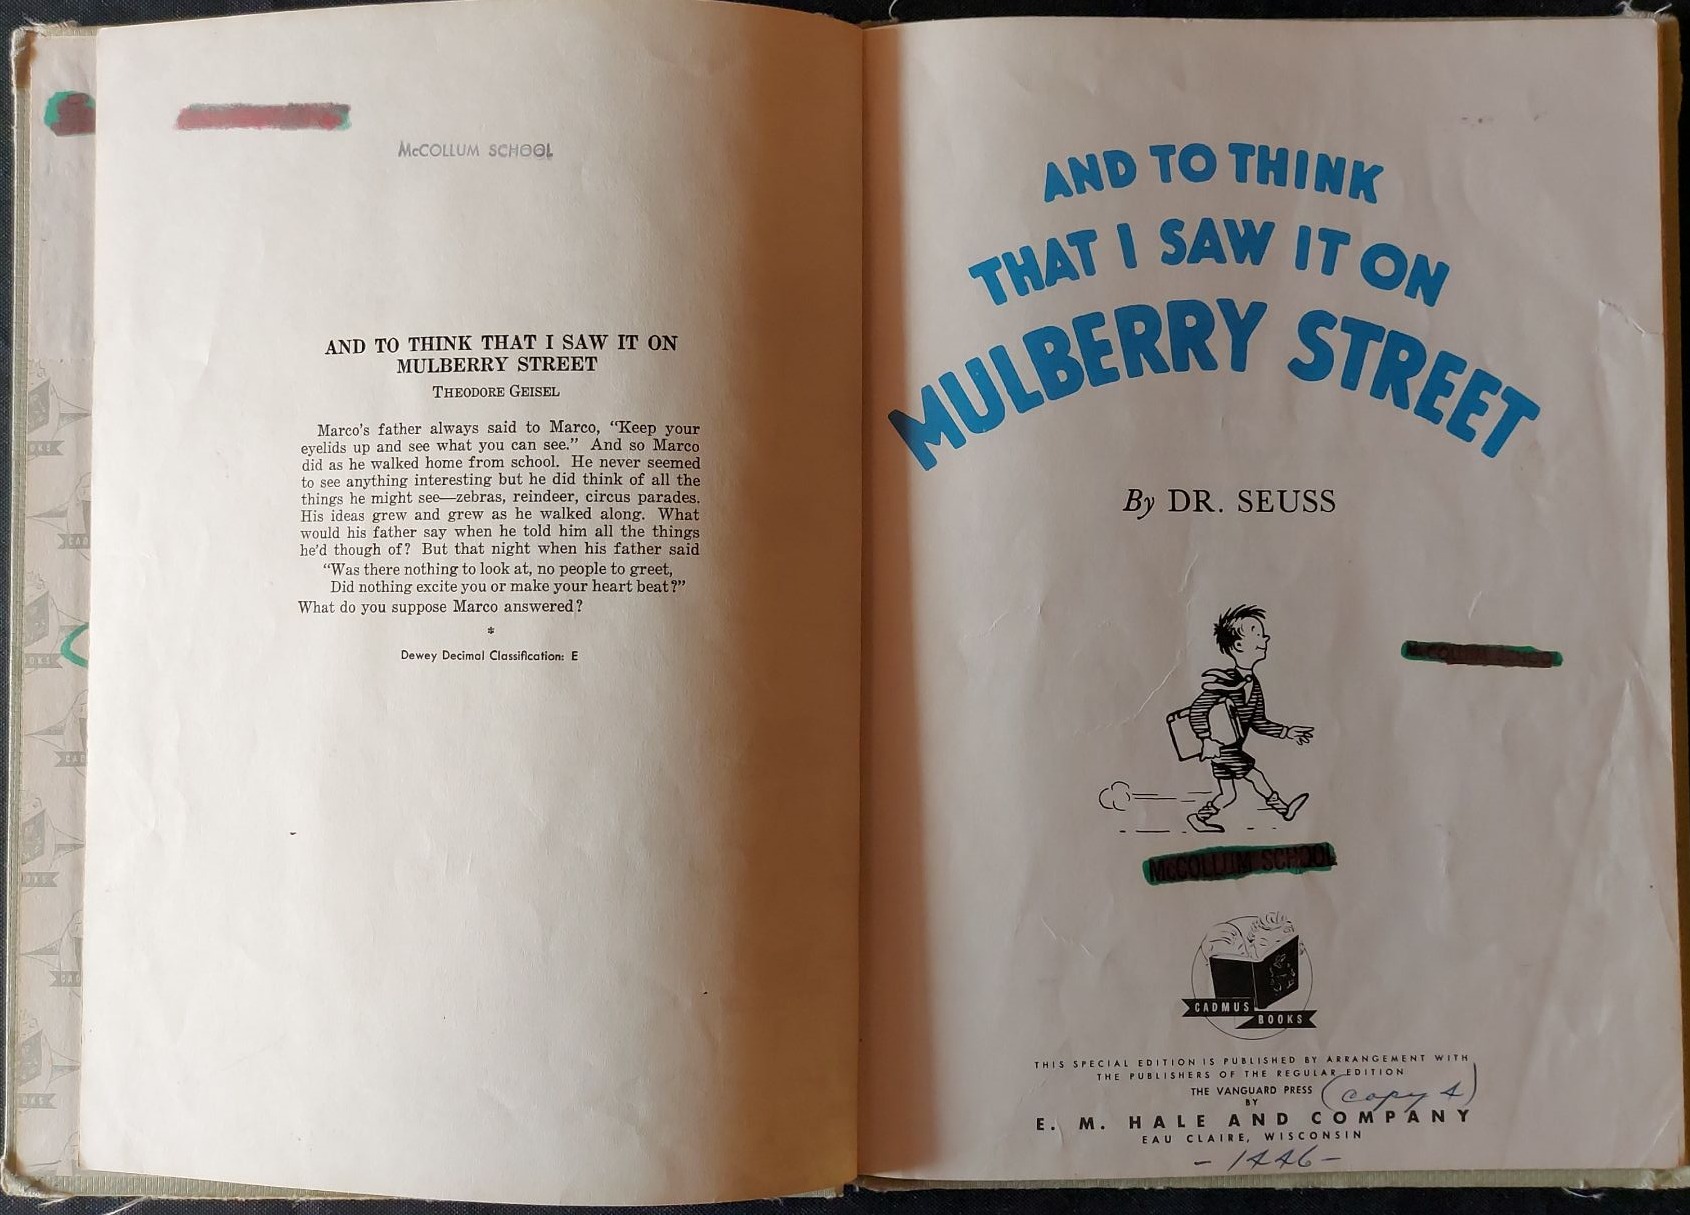 McCOLLUM SCHOOL
AND TO THINK THAT I SAW IT ON
MULBERRY STREET
THEODORE GEISEL
Marco's father always said to Marco, “Keep your
eyelids up and see what you can see.” And so Marco
did as he walked home from school. He never seemed
to see anything interesting but he did think of all the
things he might see—zebras, reindeer, circus parades.
His ideas grew and grew as he walked along. What
would his father say when he told him all the things
he'd though of? But that night when his father said
“Was there nothing to look at, no people to greet,
Did nothing excite you or make your heart beat?”
What do you suppose Marco answered?
*
Dewey Decimal Classification: E
AND TO THINK
THAT I SAW IT ON
MULBERRY STREET
By DR. SEUSS
McCOLLUM SCHOOL
CADMUS
BOOKS
THIS SPECIAL EDITION IS PUBLISHED BY ARRANGEMENT WITH
THE PUBLISHERS OF THE REGULAR EDITION
THE VANGUARD PRESS (copy 4)
BY
E. M. HALE AND COMPANY
EAU CLAIRE, WISCONSIN
- 1446 -